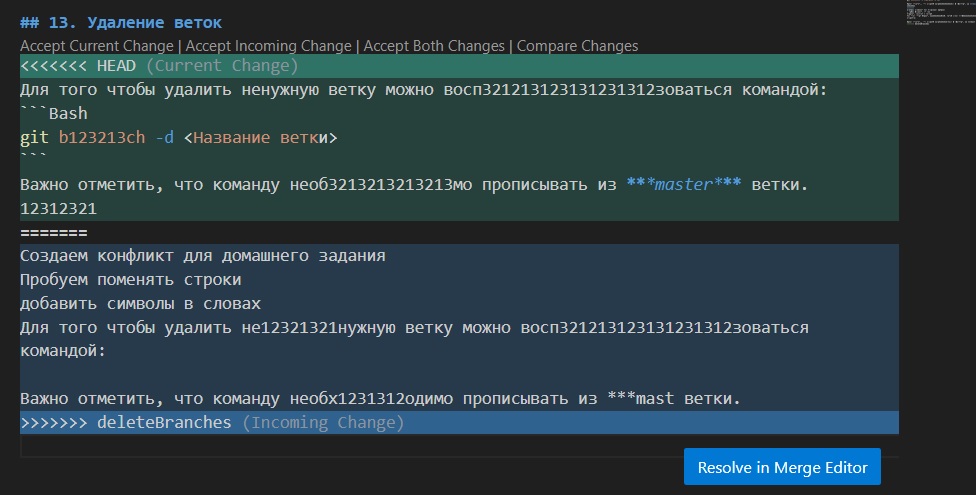 ## 13. Удаление веток
Accept Current Change | Accept Incoming Change | Accept Both Changes | Compare Changes
<<<<<<< HEAD (Current Change)
Для того чтобы удалить ненужную ветку можно восп321213123131231312зоваться командой:
```Bash
git b123213ch -d <Название ветки>
```
Важно отметить, что команду необ3213213213213мо прописывать из ***master*** ветки.
12312321
=======
Создаем конфликт для домашнего задания
Пробуем поменять строки
добавить символы в словах
Для того чтобы удалить не12321321нужную ветку можно восп321213123131231312зоваться
командой:
Важно отметить, что команду необх1231312одимо прописывать из ***mast ветки.
>>>>>>> deleteBranches (Incoming Change)
Resolve in Merge Editor